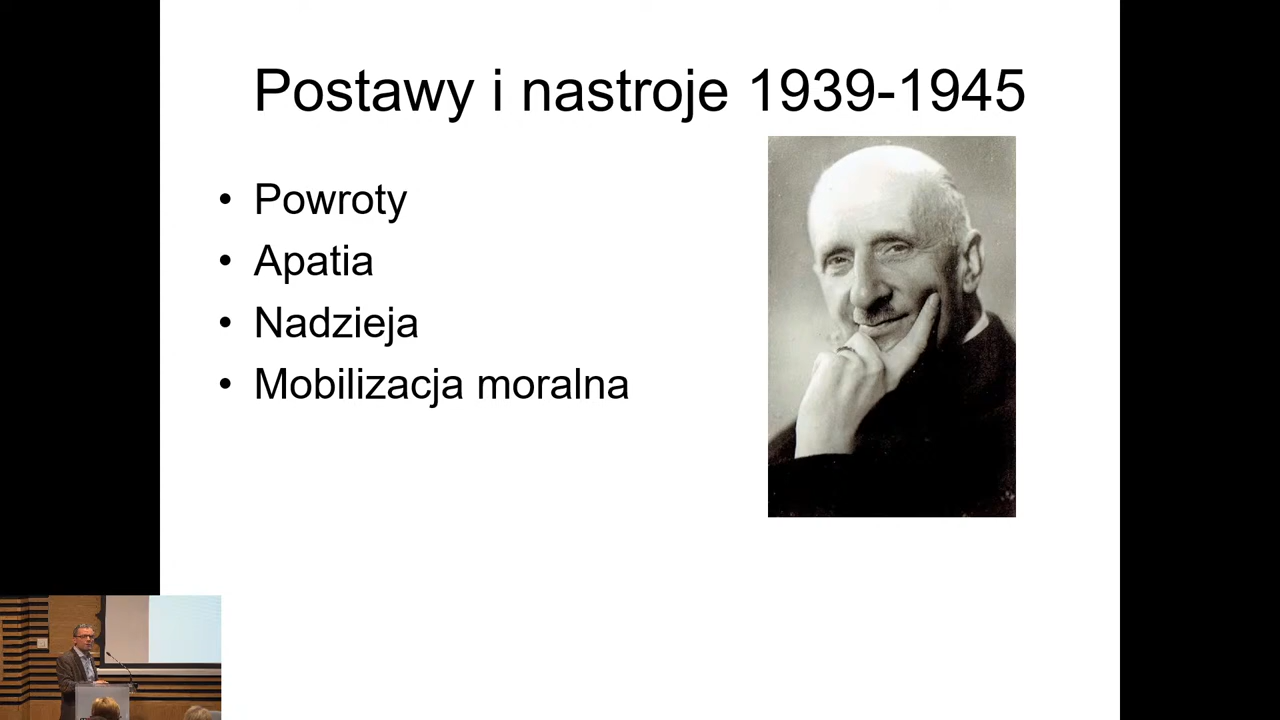 Postawy i nastroje 1939-1945
• Powroty
• Apatia
• Nadzieja
• Mobilizacja moralna